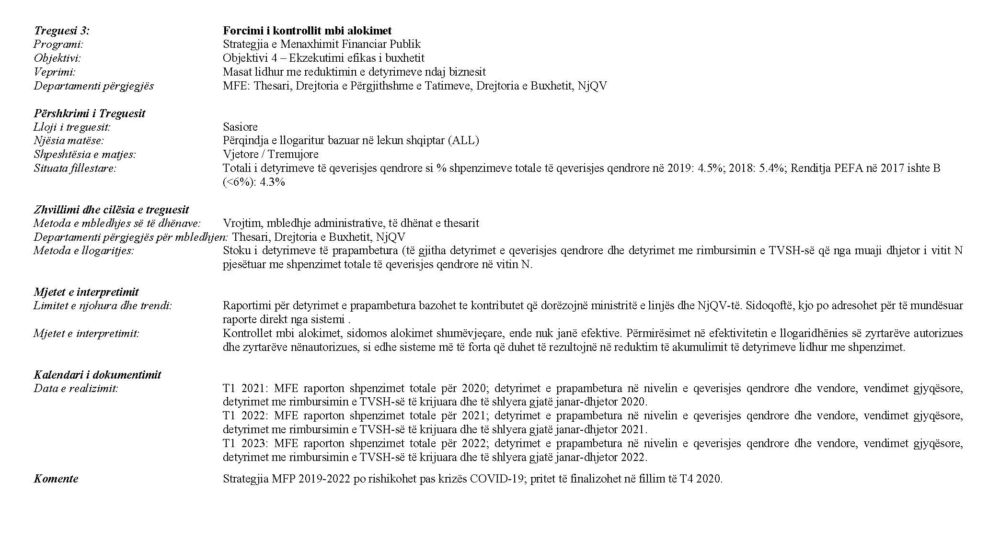 Treguesi 3: Forcimi i kontrollit mbi alokimet
Programi: Strategjia e Menaxhimit Financiar Publik
Objektivi: Objektivi 4 – Ekzekutimi efikas i buxhetit
Veprimi: Masat lidhur me reduktimin e detyrimeve ndaj biznesit
Departamenti përgjegjës MFE: Thesari, Drejtoria e Përgjithshme e Tatimeve, Drejtoria e Buxhetit, NjQV
Përshkrimi i Treguesit
Lloji i treguesit: Sasiore
Njësia matëse: Përqindja e llogaritur bazuar në lekun shqiptar (ALL)
Shpeshtësia e matjes: Vjetore / Tremujore
Situata fillestare: Totali i detyrimeve të qeverisjes qendrore si % shpenzimeve totale të qeverisjes qendrore në 2019: 4.5%; 2018: 5.4%; Renditja PEFA në 2017 ishte B
(<6%): 4.3%
Zhvillimi dhe cilësia e treguesit
Metoda e mbledhjes së të dhënave: Vrojtim, mbledhje administrative, të dhënat e thesarit
Departamenti përgjegjës për mbledhjen: Thesari, Drejtoria e Buxhetit, NjQV
Metoda e llogaritjes: Stoku i detyrimeve të prapambetura (të gjitha detyrimet e qeverisjes qendrore dhe detyrimet me rimbursimin e TVSH-së që nga muaji dhjetor i vitit N
pjesëtuar me shpenzimet totale të qeverisjes qendrore në vitin N.
Mjetet e interpretimit
Limitet e njohura dhe trendi: Raportimi për detyrimet e prapambetura bazohet te kontributet që dorëzojnë ministritë e linjës dhe NjQV-të. Sidoqoftë, kjo po adresohet për të mundësuar
raporte direkt nga sistemi .
Mjetet e interpretimit: Kontrollet mbi alokimet, sidomos alokimet shumëvjeçare, ende nuk janë efektive. Përmirësimet në efektivitetin e llogaridhënies së zyrtarëve autorizues
dhe zyrtarëve nënautorizues, si edhe sisteme më të forta që duhet të rezultojnë në reduktim të akumulimit të detyrimeve lidhur me shpenzimet.
Kalendari i dokumentimit
Data e realizimit: T1 2021: MFE raporton shpenzimet totale për 2020; detyrimet e prapambetura në nivelin e qeverisjes qendrore dhe vendore, vendimet gjyqësore,
detyrimet me rimbursimin e TVSH-së të krijuara dhe të shlyera gjatë janar-dhjetor 2020.
T1 2022: MFE raporton shpenzimet totale për 2021; detyrimet e prapambetura në nivelin e qeverisjes qendrore dhe vendore, vendimet gjyqësore,
detyrimet me rimbursimin e TVSH-së të krijuara dhe të shlyera gjatë janar-dhjetor 2021.
T1 2023: MFE raporton shpenzimet totale për 2022; detyrimet e prapambetura në nivelin e qeverisjes qendrore dhe vendore, vendimet gjyqësore,
detyrimet me rimbursimin e TVSH-së të krijuara dhe të shlyera gjatë janar-dhjetor 2022.
Komente Strategjia MFP 2019-2022 po rishikohet pas krizës COVID-19; pritet të finalizohet në fillim të T4 2020.